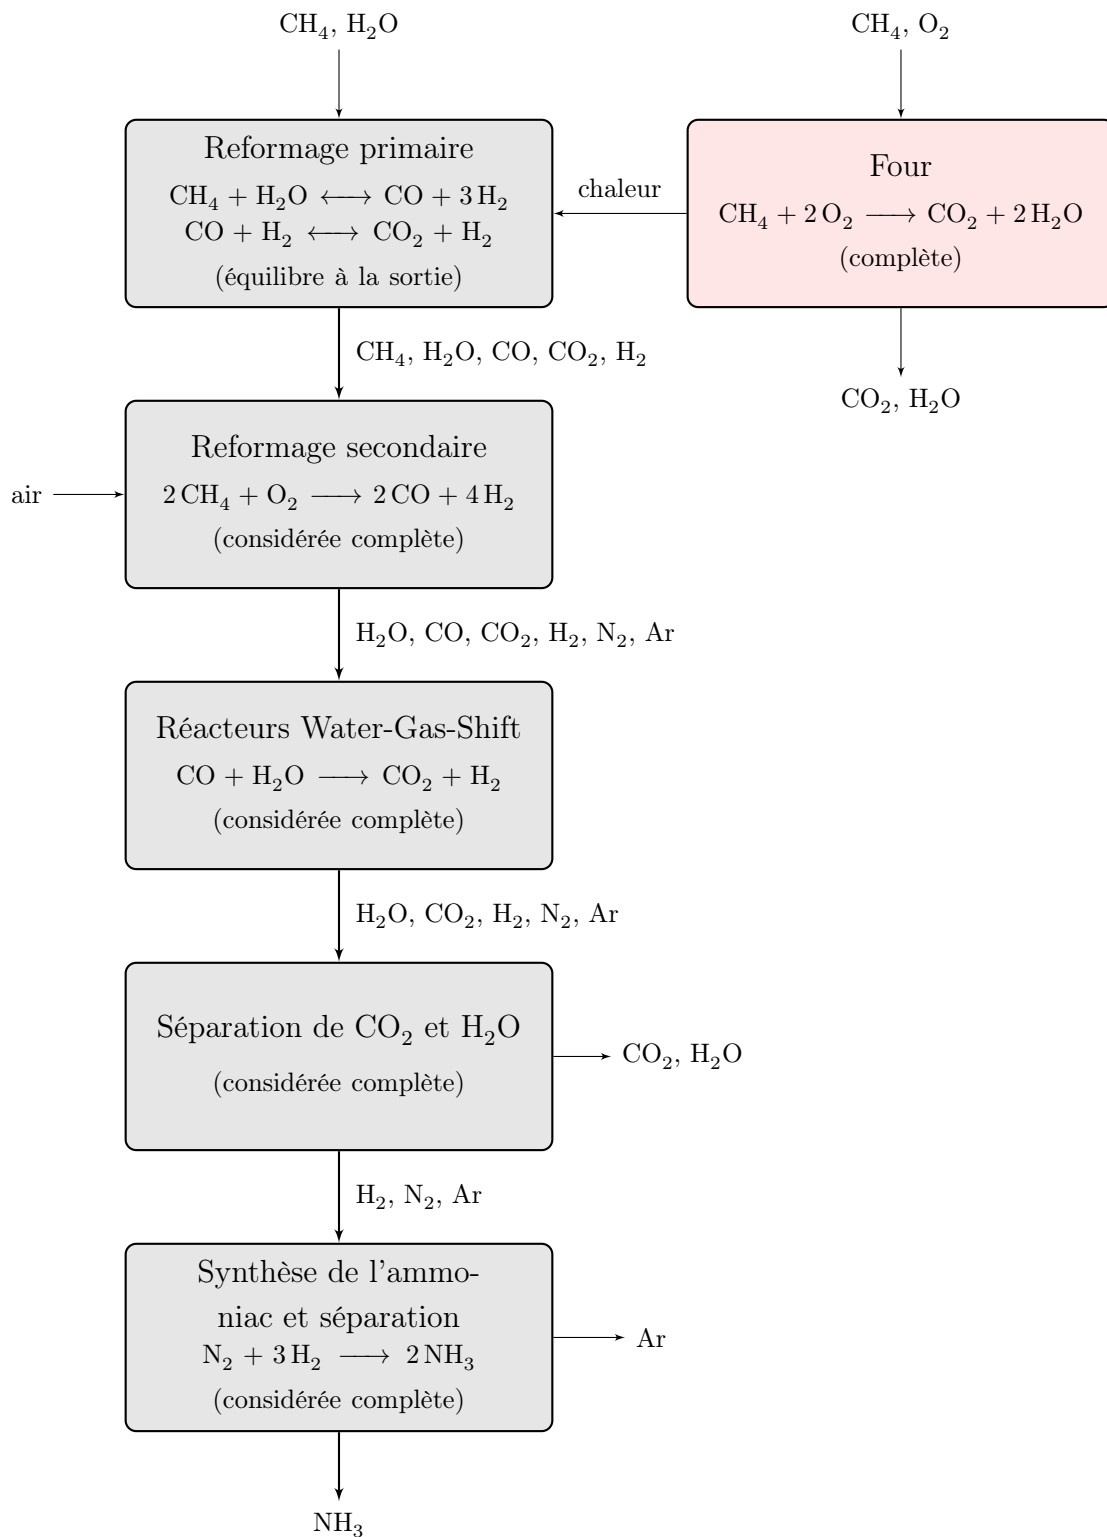 CH₄, H₂O
CH₄, O₂
Reformage primaire
CH₄ + H₂O ⟷ CO + 3 H₂
CO + H₂ ⟷ CO₂ + H₂
(équilibre à la sortie)
chaleur
Four
CH₄ + 2 O₂ ⟶ CO₂ + 2 H₂O
(complète)
CH₄, H₂O, CO, CO₂, H₂
CO₂, H₂O
Reformage secondaire
2 CH₄ + O₂ ⟶ 2 CO + 4 H₂
(considérée complète)
air
H₂O, CO, CO₂, H₂, N₂, Ar
Réacteurs Water-Gas-Shift
CO + H₂O ⟶ CO₂ + H₂
(considérée complète)
H₂O, CO₂, H₂, N₂, Ar
Séparation de CO₂ et H₂O
(considérée complète)
CO₂, H₂O
H₂, N₂, Ar
Synthèse de l'ammo-
niac et séparation
N₂ + 3 H₂ ⟶ 2 NH₃
(considérée complète)
Ar
NH₃